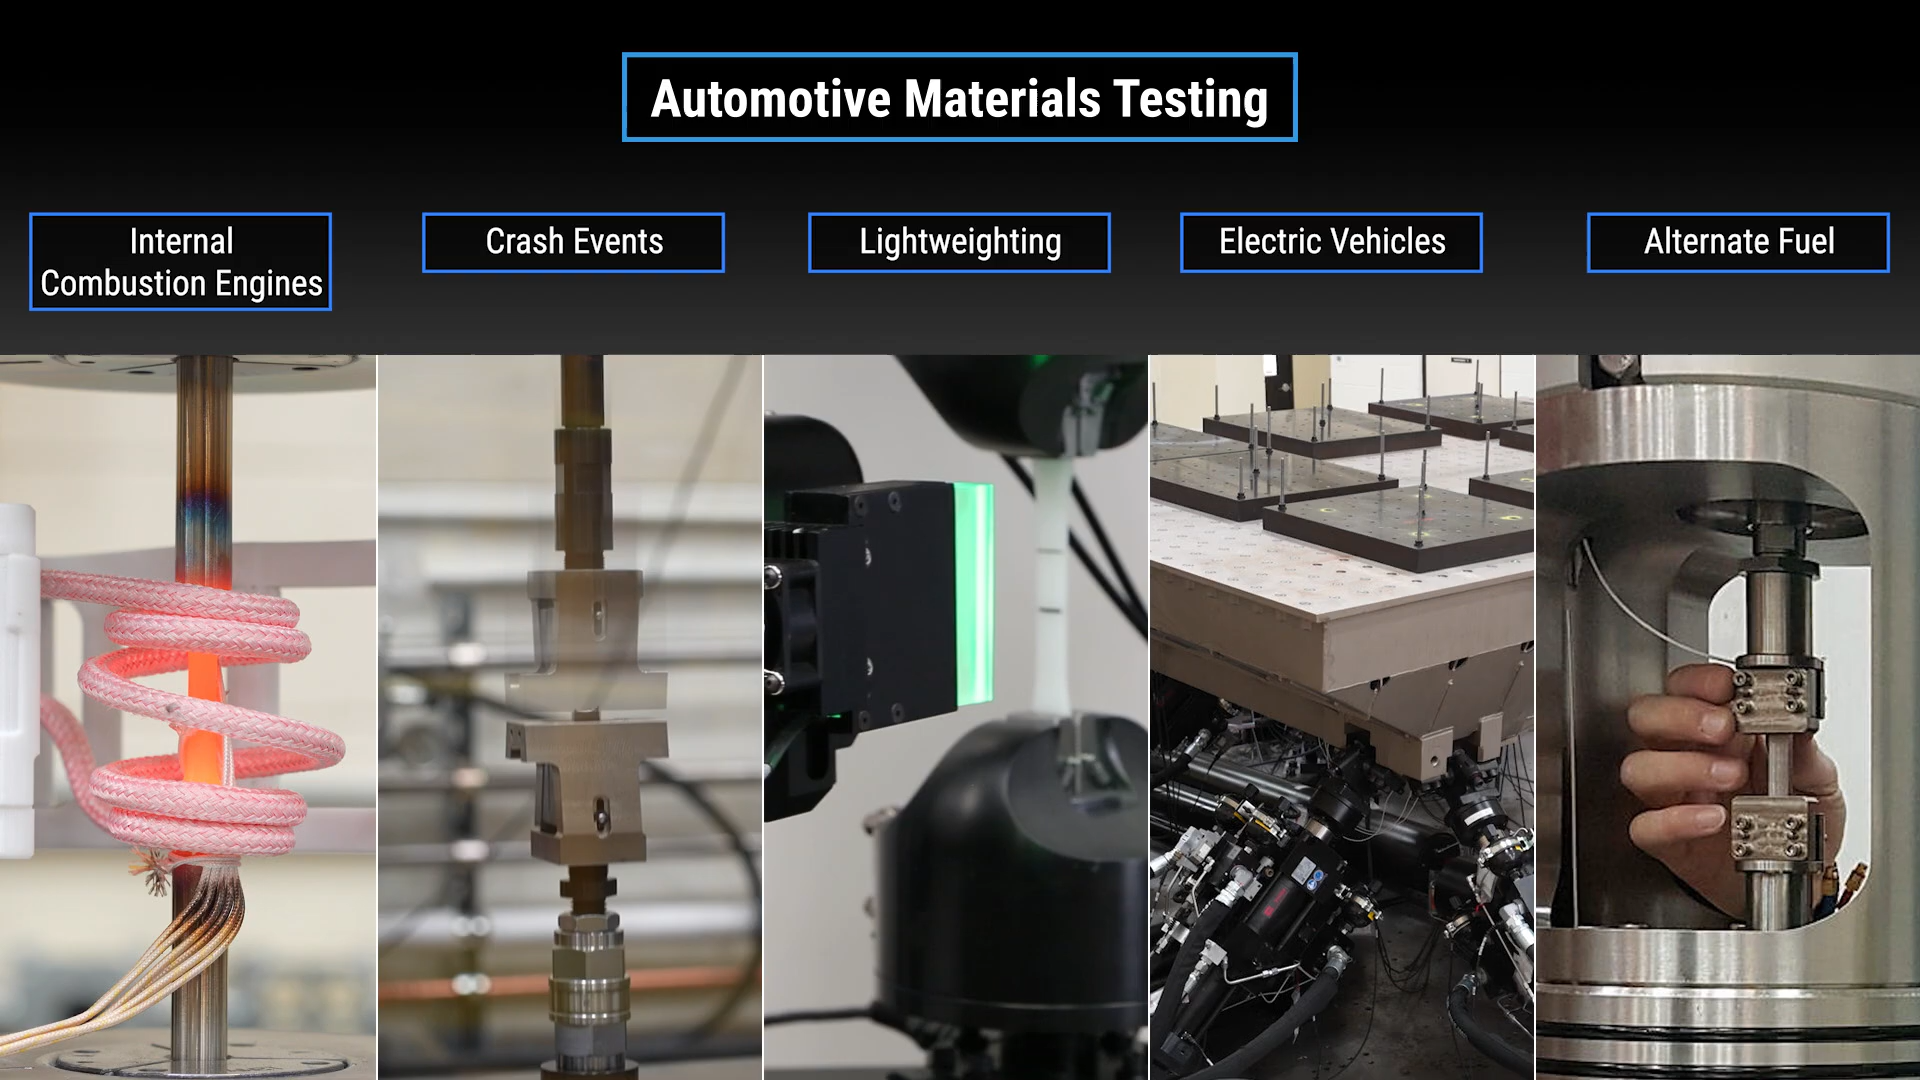 Automotive Materials Testing
Internal
Combustion Engines
Crash Events
Lightweighting
Electric Vehicles
Alternate Fuel